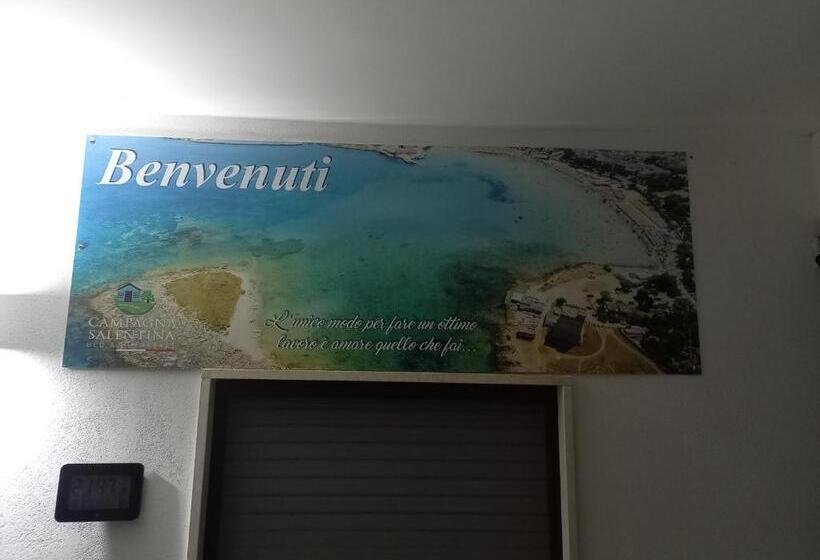 Benvenuti
CAMPAGNA
SALENTINA
L'unico modo per fare un ottimo
lavoro è amare quello che fai...